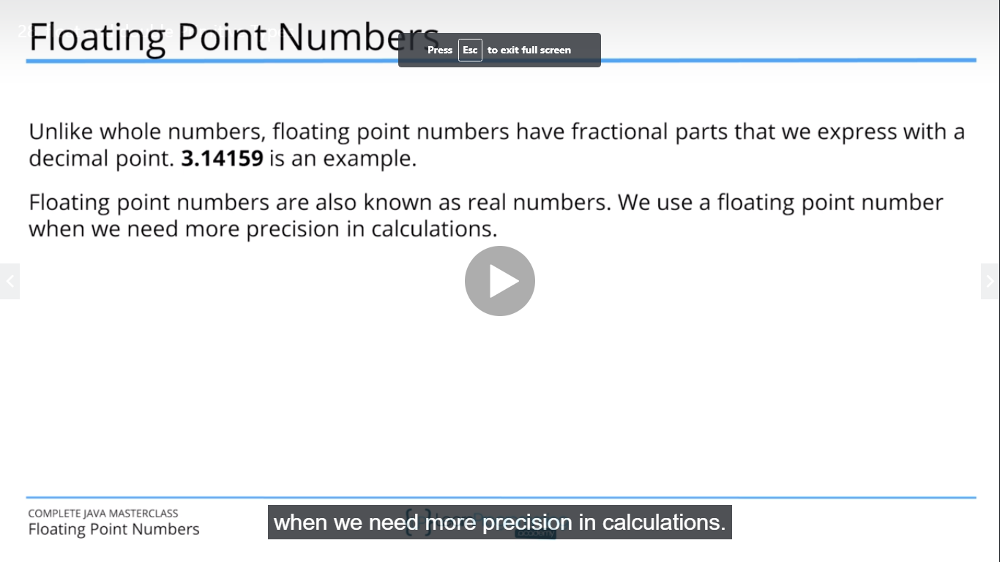 Floating Point Numbers
Press Esc to exit full screen
Unlike whole numbers, floating point numbers have fractional parts that we express with a
decimal point. 3.14159 is an example.
Floating point numbers are also known as real numbers. We use a floating point number
when we need more precision in calculations.
COMPLETE JAVA MASTERCLASS
Floating Point Numbers
when we need more precision in calculations.
academy